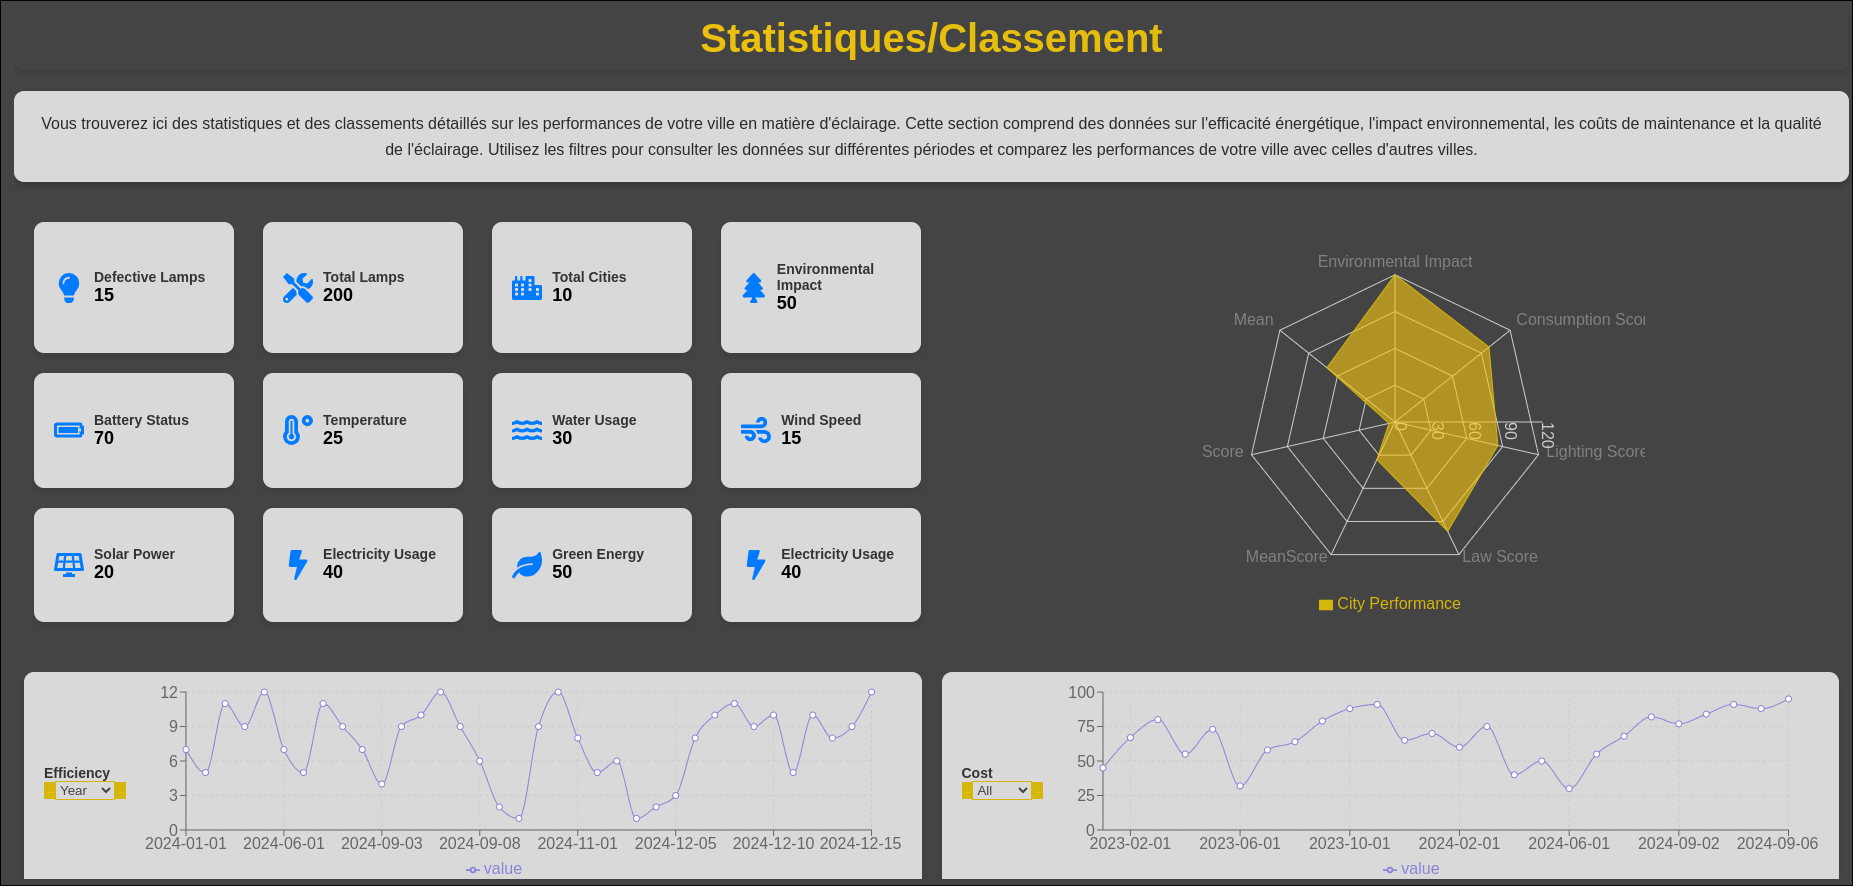 Statistiques/Classement
Vous trouverez ici des statistiques et des classements détaillés sur les performances de votre ville en matière d'éclairage. Cette section comprend des données sur l'efficacité énergétique, l'impact environnemental, les coûts de maintenance et la qualité
de l'éclairage. Utilisez les filtres pour consulter les données sur différentes périodes et comparez les performances de votre ville avec celles d'autres villes.
Defective Lamps
15
Total Lamps
200
Total Cities
10
Environmental
Impact
50
Battery Status
70
Temperature
25
Water Usage
30
Wind Speed
15
Solar Power
20
Electricity Usage
40
Green Energy
50
Electricity Usage
40
Environmental Impact
Mean
Consumption Scor
0
30
60
90
120
Score
Lighting Score
MeanScore
Law Score
City Performance
Efficiency
Year
12
9
6
3
0
2024-01-01
2024-06-01
2024-09-03
2024-09-08
2024-11-01
2024-12-05
2024-12-10
2024-12-15
value
Cost
All
100
75
50
25
0
2023-02-01
2023-06-01
2023-10-01
2024-02-01
2024-06-01
2024-09-02
2024-09-06
value